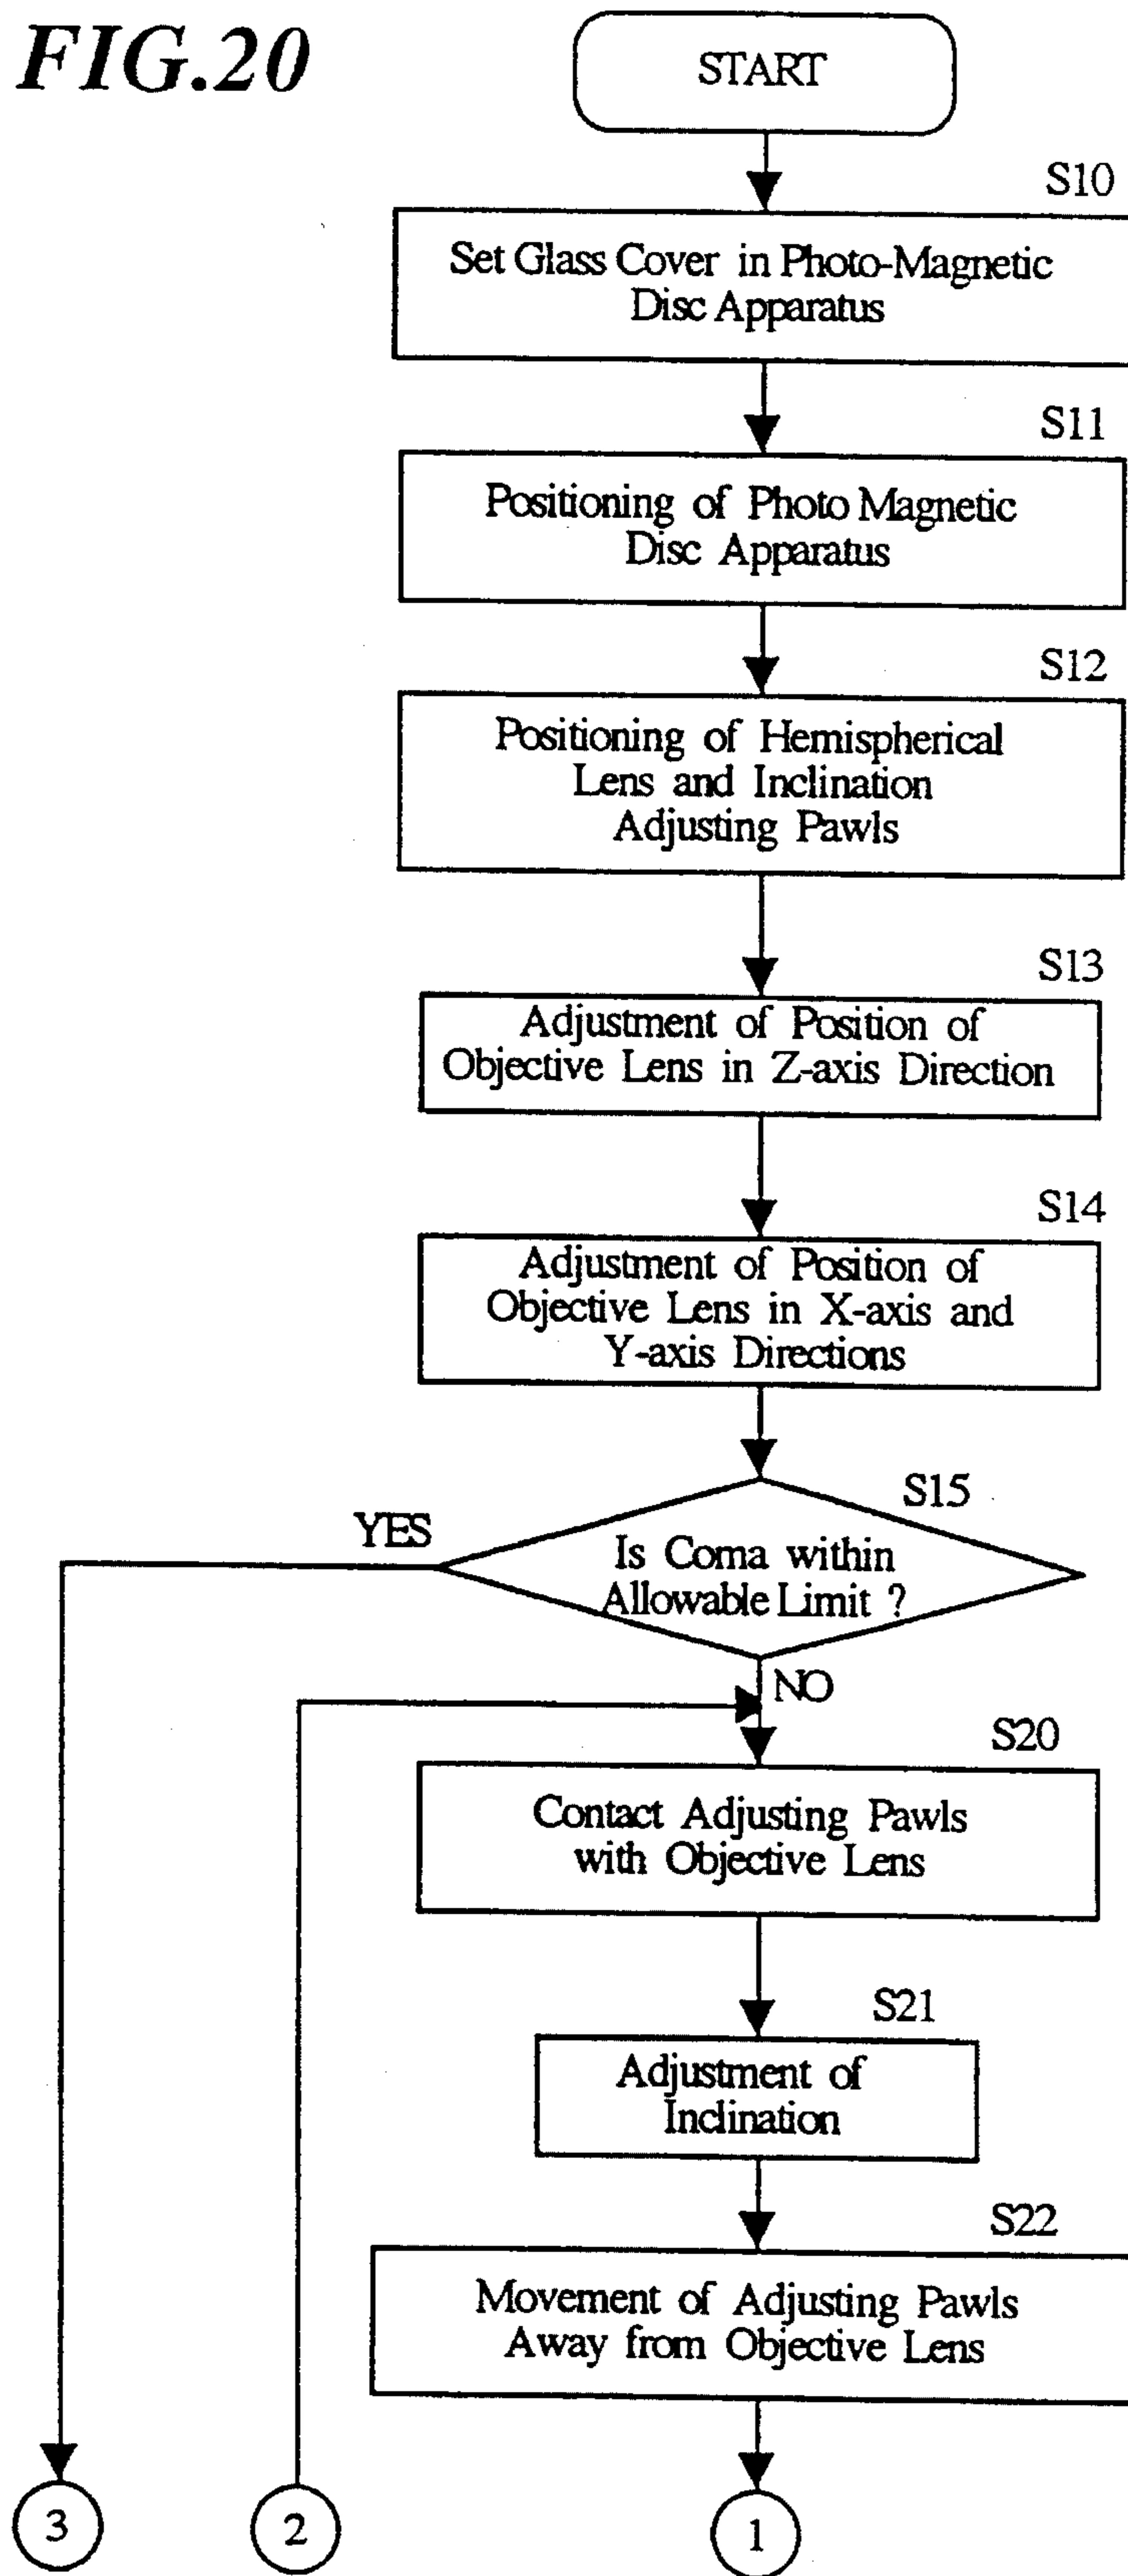 FIG.20
START
S10
Set Glass Cover in Photo-Magnetic
Disc Apparatus
S11
Positioning of Photo Magnetic
Disc Apparatus
S12
Positioning of Hemispherical
Lens and Inclination
Adjusting Pawls
S13
Adjustment of Position of
Objective Lens in Z-axis Direction
S14
Adjustment of Position of
Objective Lens in X-axis and
Y-axis Directions
S15
YES
Is Coma within
Allowable Limit ?
NO
S20
Contact Adjusting Pawls
with Objective Lens
S21
Adjustment of
Inclination
S22
Movement of Adjusting Pawls
Away from Objective Lens
3
2
1